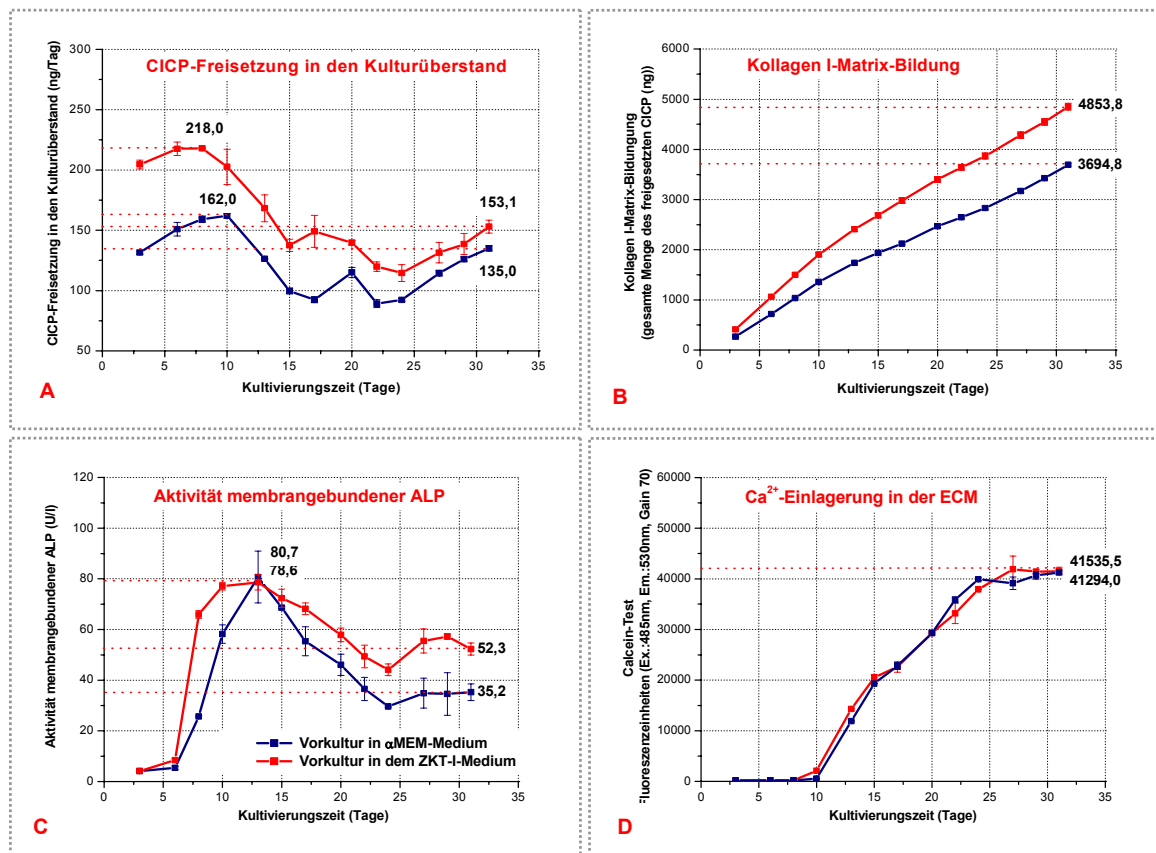 CICP-Freisetzung in den Kulturüberstand
CICP-Freisetzung in den Kulturüberstand (ng/Tag)
300
250
200
150
100
50
218,0
162,0
153,1
135,0
0 5 10 15 20 25 30 35
Kultivierungszeit (Tage)
A
Kollagen I-Matrix-Bildung
Kollagen I-Matrix-Bildungung
(gesamte Menge des freigesetzten CICP (ng))
6000
5000
4000
3000
2000
1000
0
4853,8
3694,8
0 5 10 15 20 25 30 35
Kultivierungszeit (Tage)
B
Aktivität membrangebundener ALP
Aktivität membrangebundener ALP (U/l)
120
100
80
60
40
20
0
80,7
78,6
52,3
35,2
Vorkultur in αMEM-Medium
Vorkultur in dem ZKT-I-Medium
0 5 10 15 20 25 30 35
Kultivierungszeit (Tage)
C
Ca²⁺-Einlagerung in der ECM
Calcein-Test
Fluoreszenzeinheiten (Ex.:485nm, Em.:530nm, Gain 70)
60000
50000
40000
30000
20000
10000
0
41535,5
41294,0
0 5 10 15 20 25 30 35
Kultivierungszeit (Tage)
D